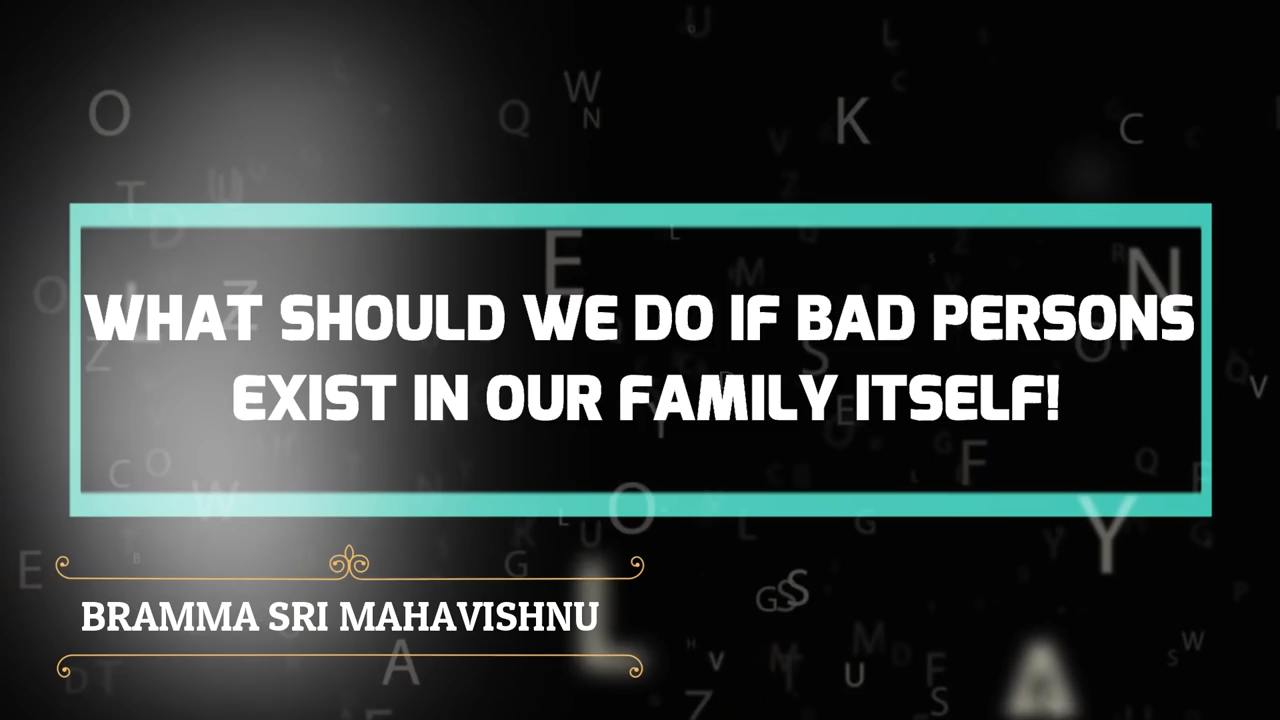 WHAT SHOULD WE DO IF BAD PERSONS
EXIST IN OUR FAMILY ITSELF!
BRAMMA SRI MAHAVISHNU